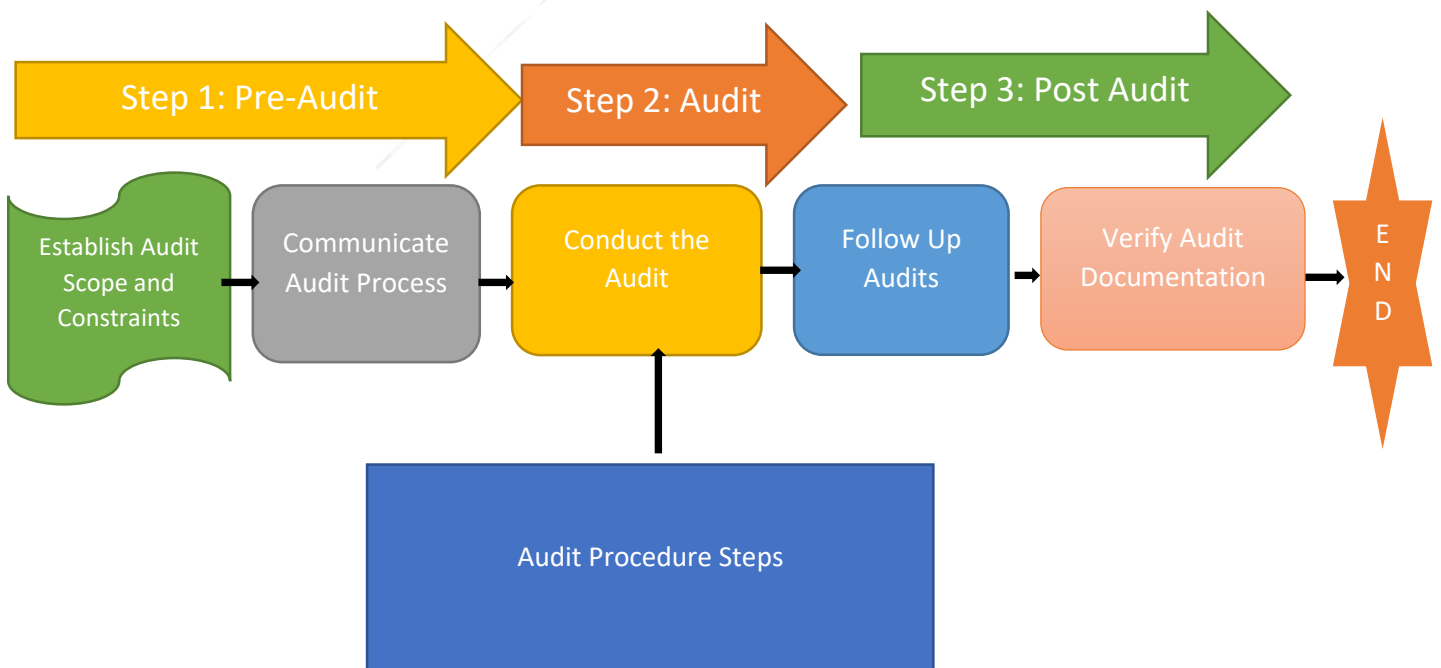 Step 1: Pre-Audit
Step 2: Audit
Step 3: Post Audit
Establish Audit
Scope and
Constraints
Communicate
Audit Process
Conduct the
Audit
Follow Up
Audits
Verify Audit
Documentation
E
N
D
Audit Procedure Steps